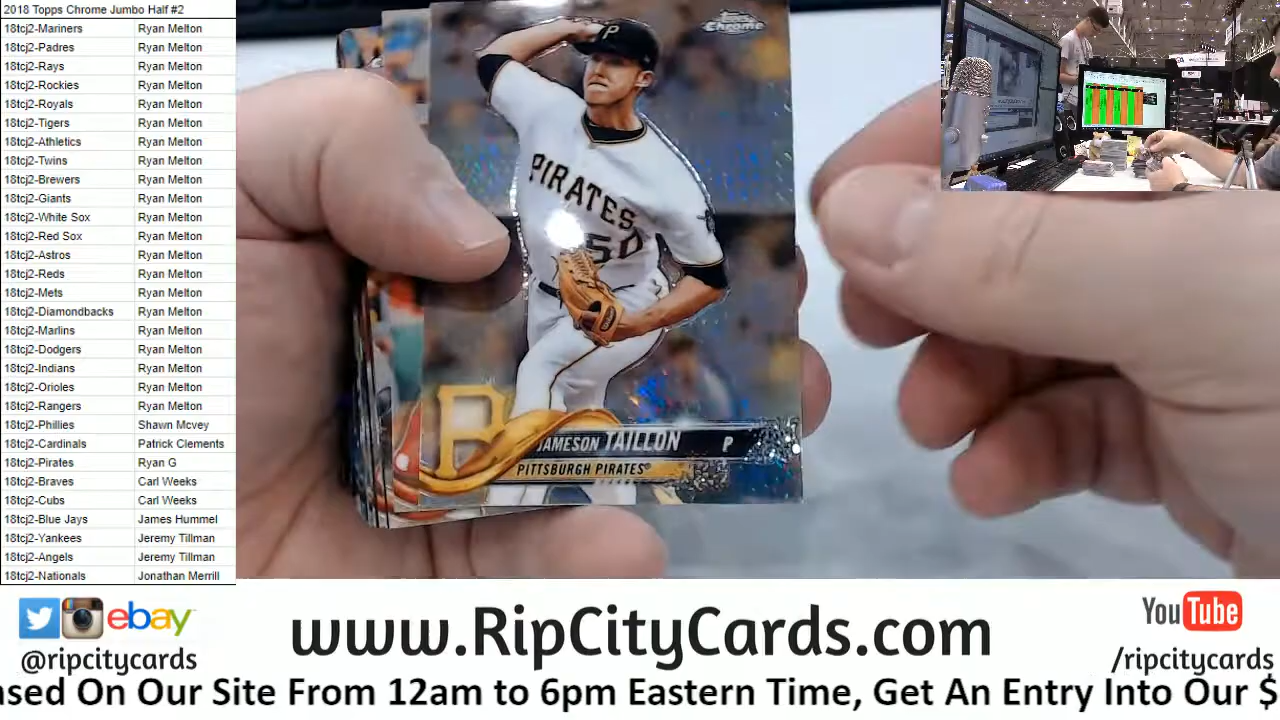 2018 Topps Chrome Jumbo Half #2
18tcj2-Mariners Ryan Melton
18tcj2-Padres Ryan Melton
18tcj2-Rays Ryan Melton
18tcj2-Rockies Ryan Melton
18tcj2-Royals Ryan Melton
18tcj2-Tigers Ryan Melton
18tcj2-Athletics Ryan Melton
18tcj2-Twins Ryan Melton
18tcj2-Brewers Ryan Melton
18tcj2-Giants Ryan Melton
18tcj2-White Sox Ryan Melton
18tcj2-Red Sox Ryan Melton
18tcj2-Astros Ryan Melton
18tcj2-Reds Ryan Melton
18tcj2-Mets Ryan Melton
18tcj2-Diamondbacks Ryan Melton
18tcj2-Marlins Ryan Melton
18tcj2-Dodgers Ryan Melton
18tcj2-Indians Ryan Melton
18tcj2-Orioles Ryan Melton
18tcj2-Rangers Ryan Melton
18tcj2-Phillies Shawn Mcvey
18tcj2-Cardinals Patrick Clements
18tcj2-Pirates Ryan G
18tcj2-Braves Carl Weeks
18tcj2-Cubs Carl Weeks
18tcj2-Blue Jays James Hummel
18tcj2-Yankees Jeremy Tillman
18tcj2-Angels Jeremy Tillman
18tcj2-Nationals Jonathan Merrill
Topps
Chrome
P
PIRATES
50
P
JAMESON TAILLON P
PITTSBURGH PIRATES
ebay
@ripcitycards
www.RipCityCards.com
YouTube
/ripcitycards
ased On Our Site From 12am to 6pm Eastern Time, Get An Entry Into Our $